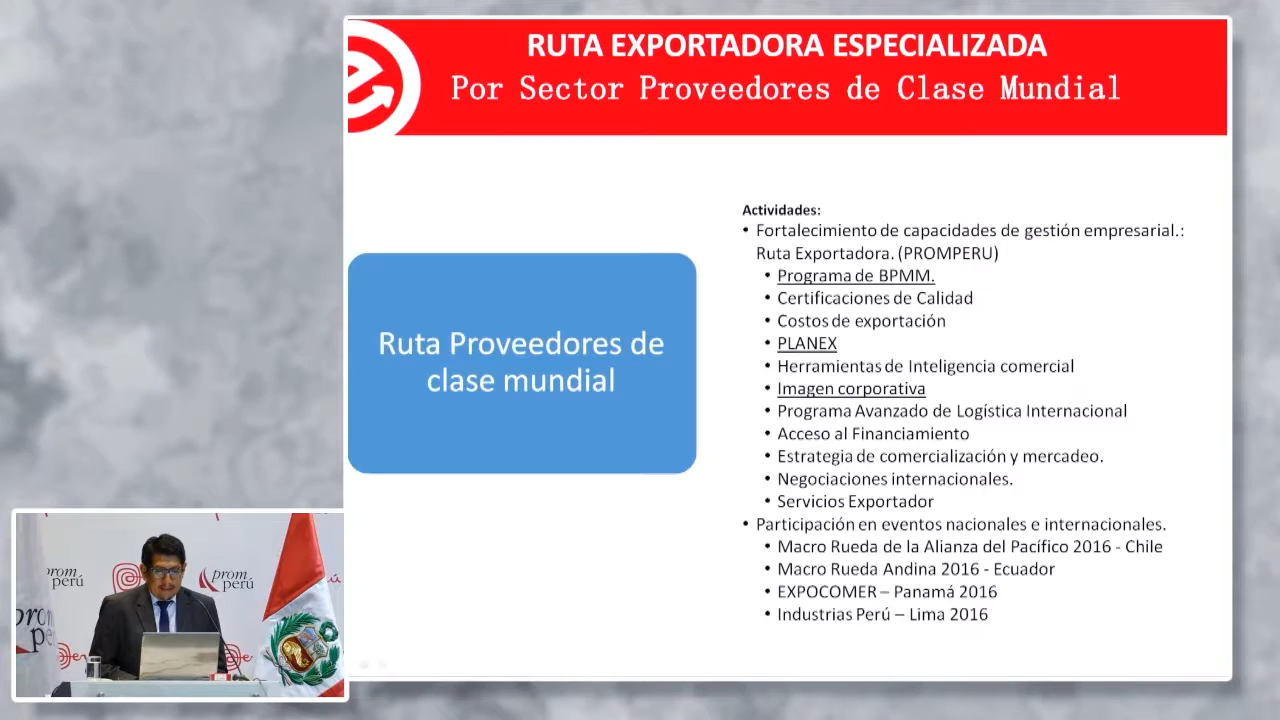 RUTA EXPORTADORA ESPECIALIZADA
Por Sector Proveedores de Clase Mundial
Ruta Proveedores de
clase mundial
Actividades:
• Fortalecimiento de capacidades de gestión empresarial.:
Ruta Exportadora. (PROMPERU)
• Programa de BPMM.
• Certificaciones de Calidad
• Costos de exportación
• PLANEX
• Herramientas de Inteligencia comercial
• Imagen corporativa
• Programa Avanzado de Logística Internacional
• Acceso al Financiamiento
• Estrategia de comercialización y mercadeo.
• Negociaciones internacionales.
• Servicios Exportador
• Participación en eventos nacionales e internacionales.
• Macro Rueda de la Alianza del Pacífico 2016 - Chile
• Macro Rueda Andina 2016 - Ecuador
• EXPOCOMER – Panamá 2016
• Industrias Perú – Lima 2016
prom
perú
prom
perú